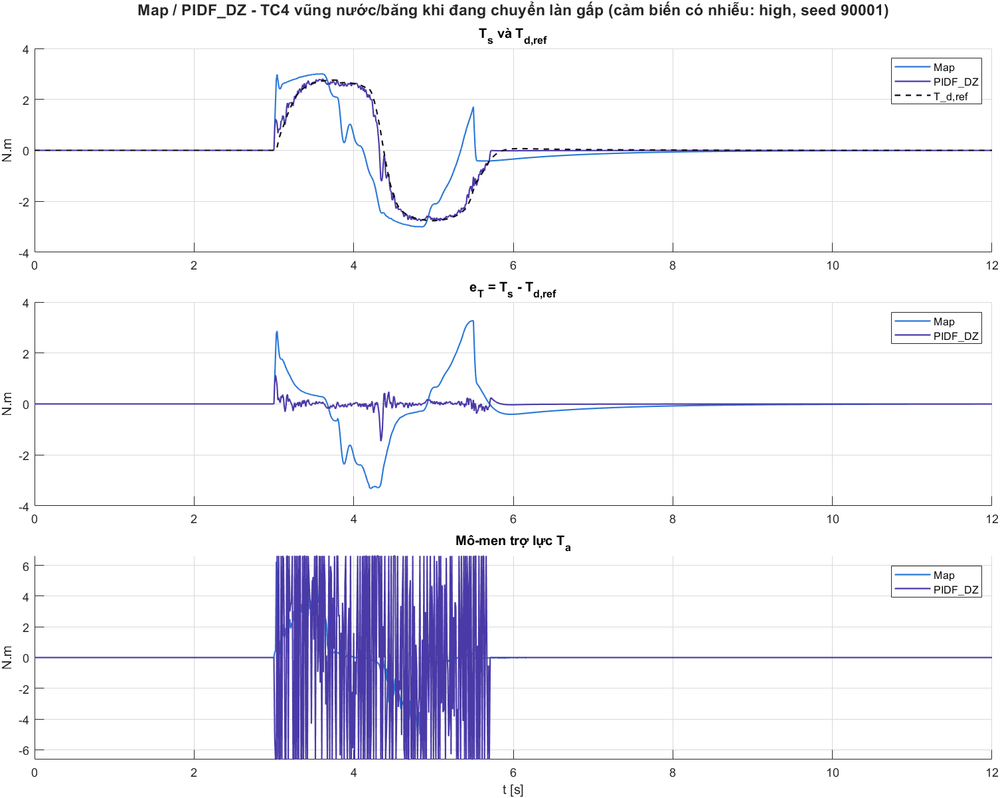 Map / PIDF_DZ - TC4 vũng nước/băng khi đang chuyển làn gấp (cảm biến có nhiễu: high, seed 90001)
T_s và T_d,ref
4
2
0
-2
-4
N.m
0 2 4 6 8 10 12
Map
PIDF_DZ
T_d,ref
e_T = T_s - T_d,ref
4
2
0
-2
-4
N.m
0 2 4 6 8 10 12
Map
PIDF_DZ
Mô-men trợ lực T_a
6
4
2
0
-2
-4
-6
N.m
0 2 4 6 8 10 12
Map
PIDF_DZ
t [s]